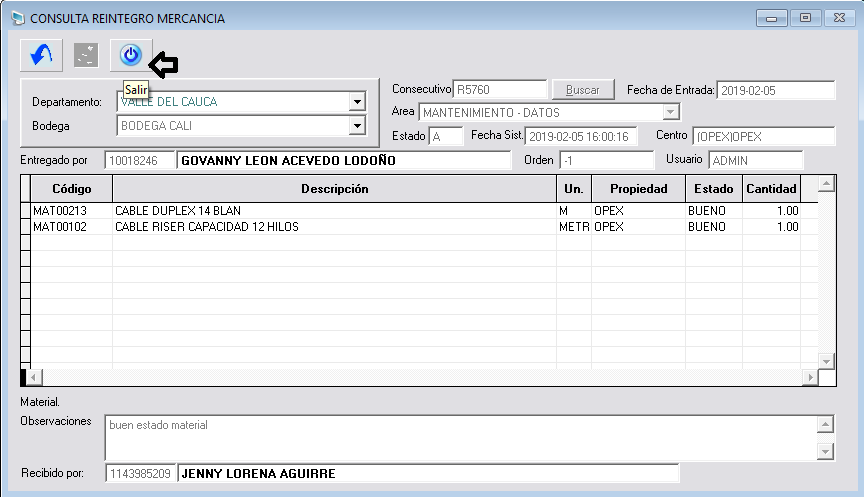 CONSULTA REINTEGRO MERCANCIA
Salir
Departamento: VALLE DEL CAUCA
Bodega BODEGA CALI
Consecutivo R5760 Buscar Fecha de Entrada: 2019-02-05
Area MANTENIMIENTO - DATOS
Estado A Fecha Sist. 2019-02-05 16:00:16 Centro (OPEX)OPEX
Entregado por 10018246 GOVANNY LEON ACEVEDO LODOÑO Orden -1 Usuario ADMIN
Código Descripción Un. Propiedad Estado Cantidad
MAT00213 CABLE DUPLEX 14 BLAN M OPEX BUENO 1.00
MAT00102 CABLE RISER CAPACIDAD 12 HILOS METR OPEX BUENO 1.00
Material.
Observaciones buen estado material
Recibido por: 1143985209 JENNY LORENA AGUIRRE